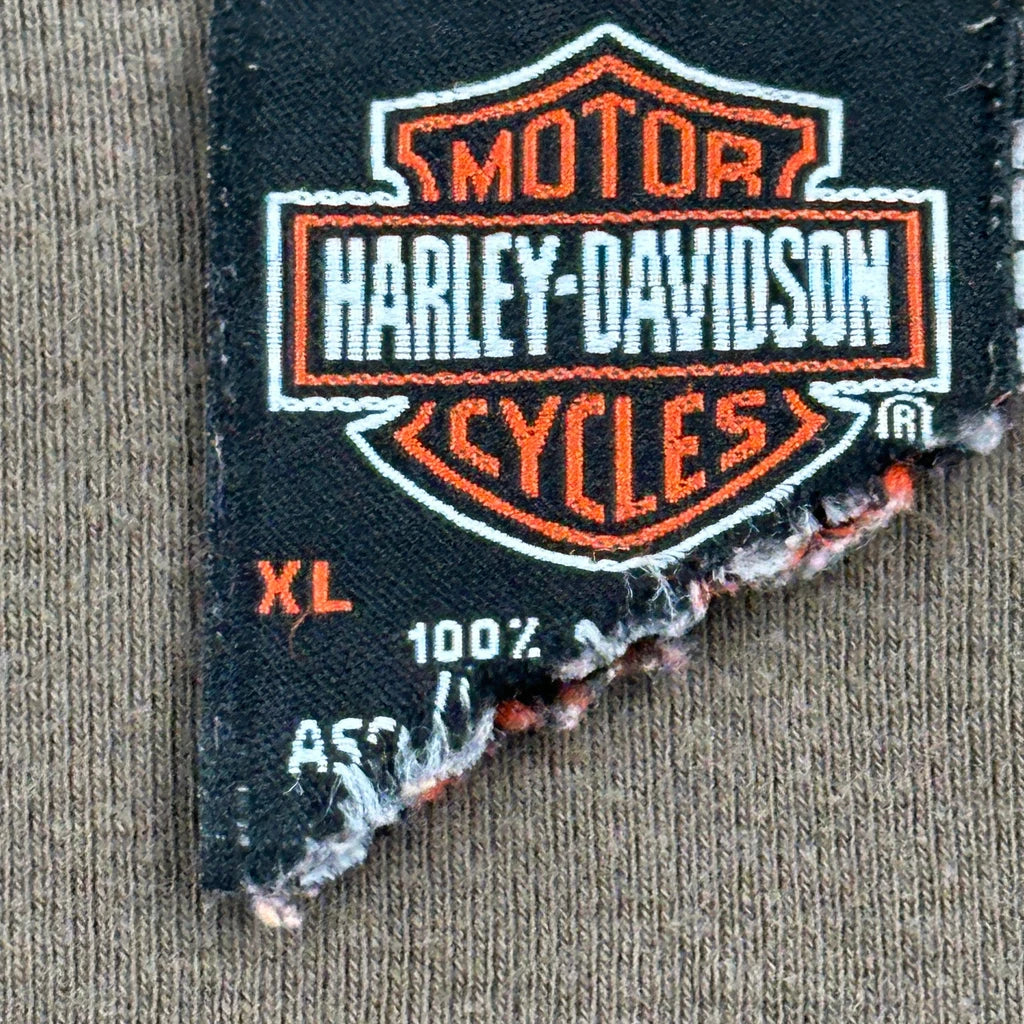 MOTOR
HARLEY-DAVIDSON
CYCLES
®
XL
100%